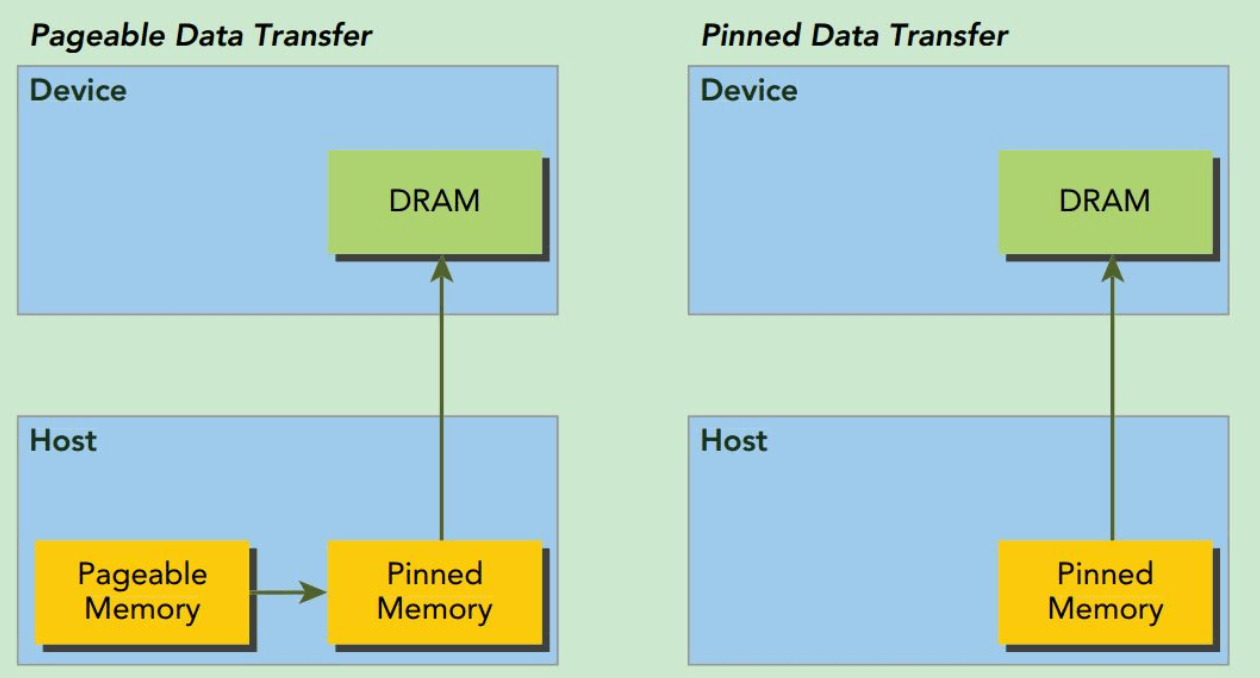 Pageable Data Transfer
Device
DRAM
Host
Pageable
Memory
Pinned
Memory
Pinned Data Transfer
Device
DRAM
Host
Pinned
Memory